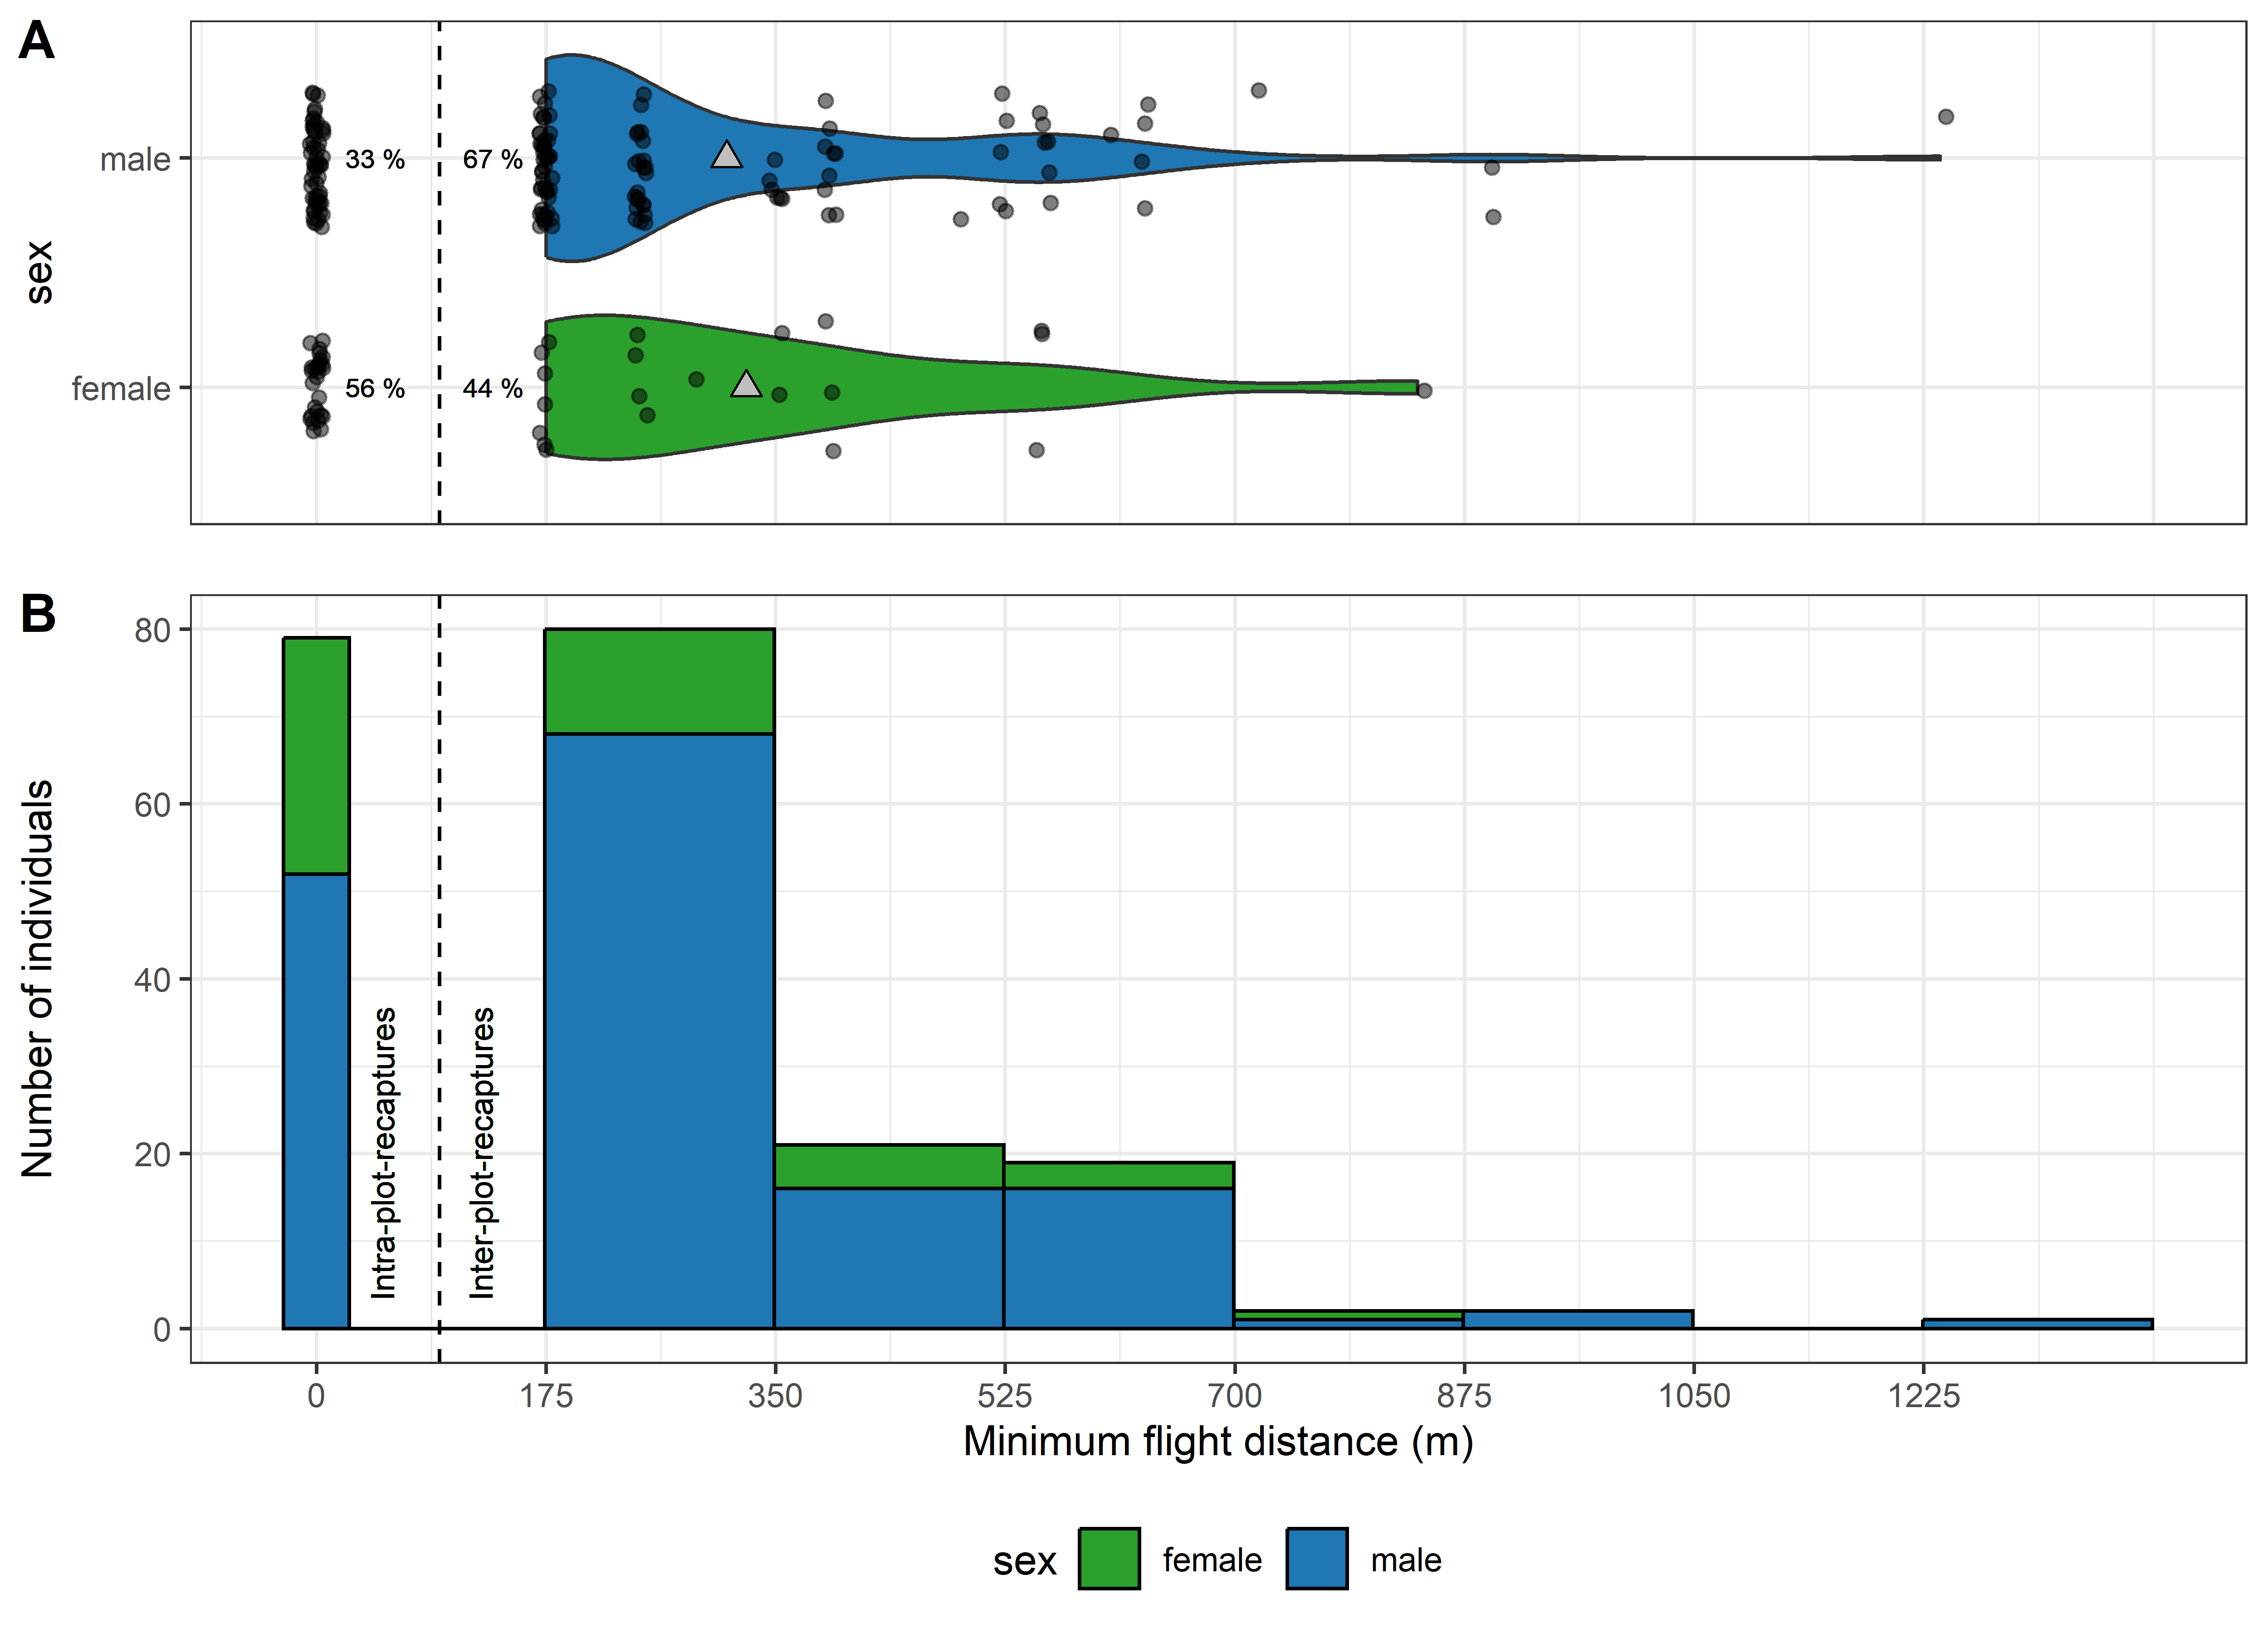 A
male
33 %
67 %
sex
female
56 %
44 %
B
80
60
40
20
0
Number of individuals
Intra-plot-recaptures
Inter-plot-recaptures
0 175 350 525 700 875 1050 1225
Minimum flight distance (m)
sex female male